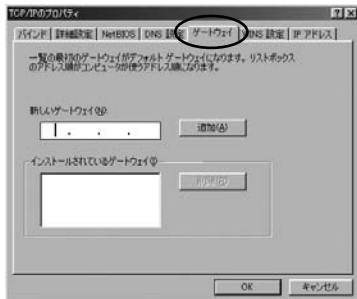 TCP/IPのプロパティ
バインド 詳細設定 NetBIOS DNS 設定 ゲートウェイ WINS 設定 IP アドレス
一覧の最初のゲートウェイがデフォルト ゲートウェイになります。リストボックス
のアドレス順がコンピュータが使うアドレス順になります。
新しいゲートウェイ(N):
追加(A)
インストールされているゲートウェイ(I)
削除(R)
OK キャンセル